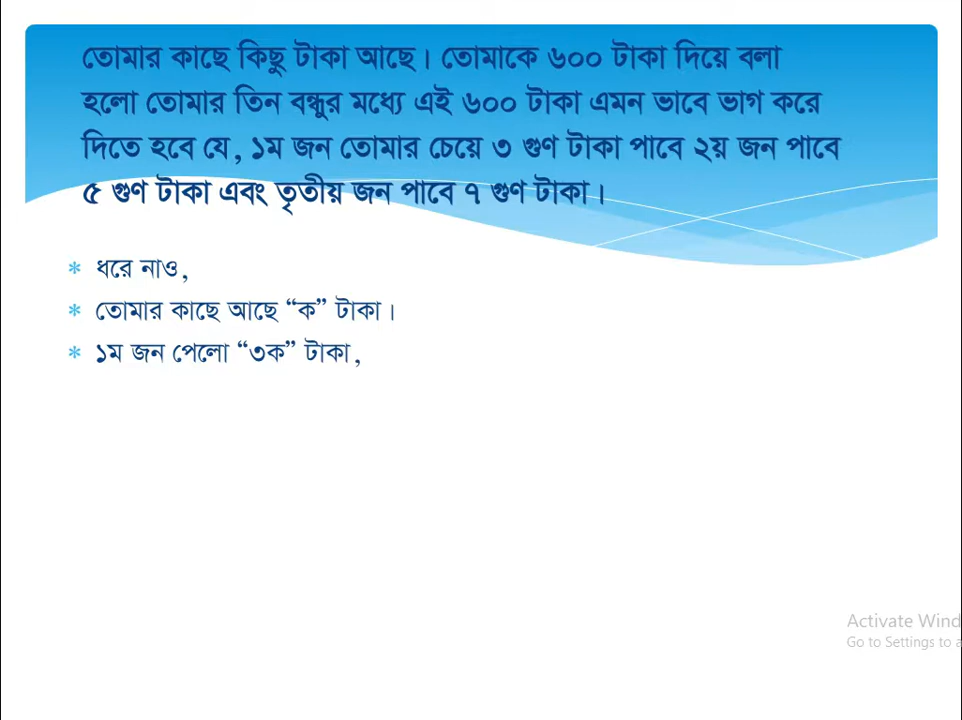 তোমার কাছে কিছু টাকা আছে। তোমাকে ৬০০ টাকা দিয়ে বলা
হলো তোমার তিন বন্ধুর মধ্যে এই ৬০০ টাকা এমন ভাবে ভাগ করে
দিতে হবে যে, ১ম জন তোমার চেয়ে ৩ গুণ টাকা পাবে ২য় জন পাবে
৫ গুণ টাকা এবং তৃতীয় জন পাবে ৭ গুণ টাকা।
* ধরে নাও,
* তোমার কাছে আছে “ক” টাকা।
* ১ম জন পেলো “৩ক” টাকা,
Activate Wind
Go to Settings to a